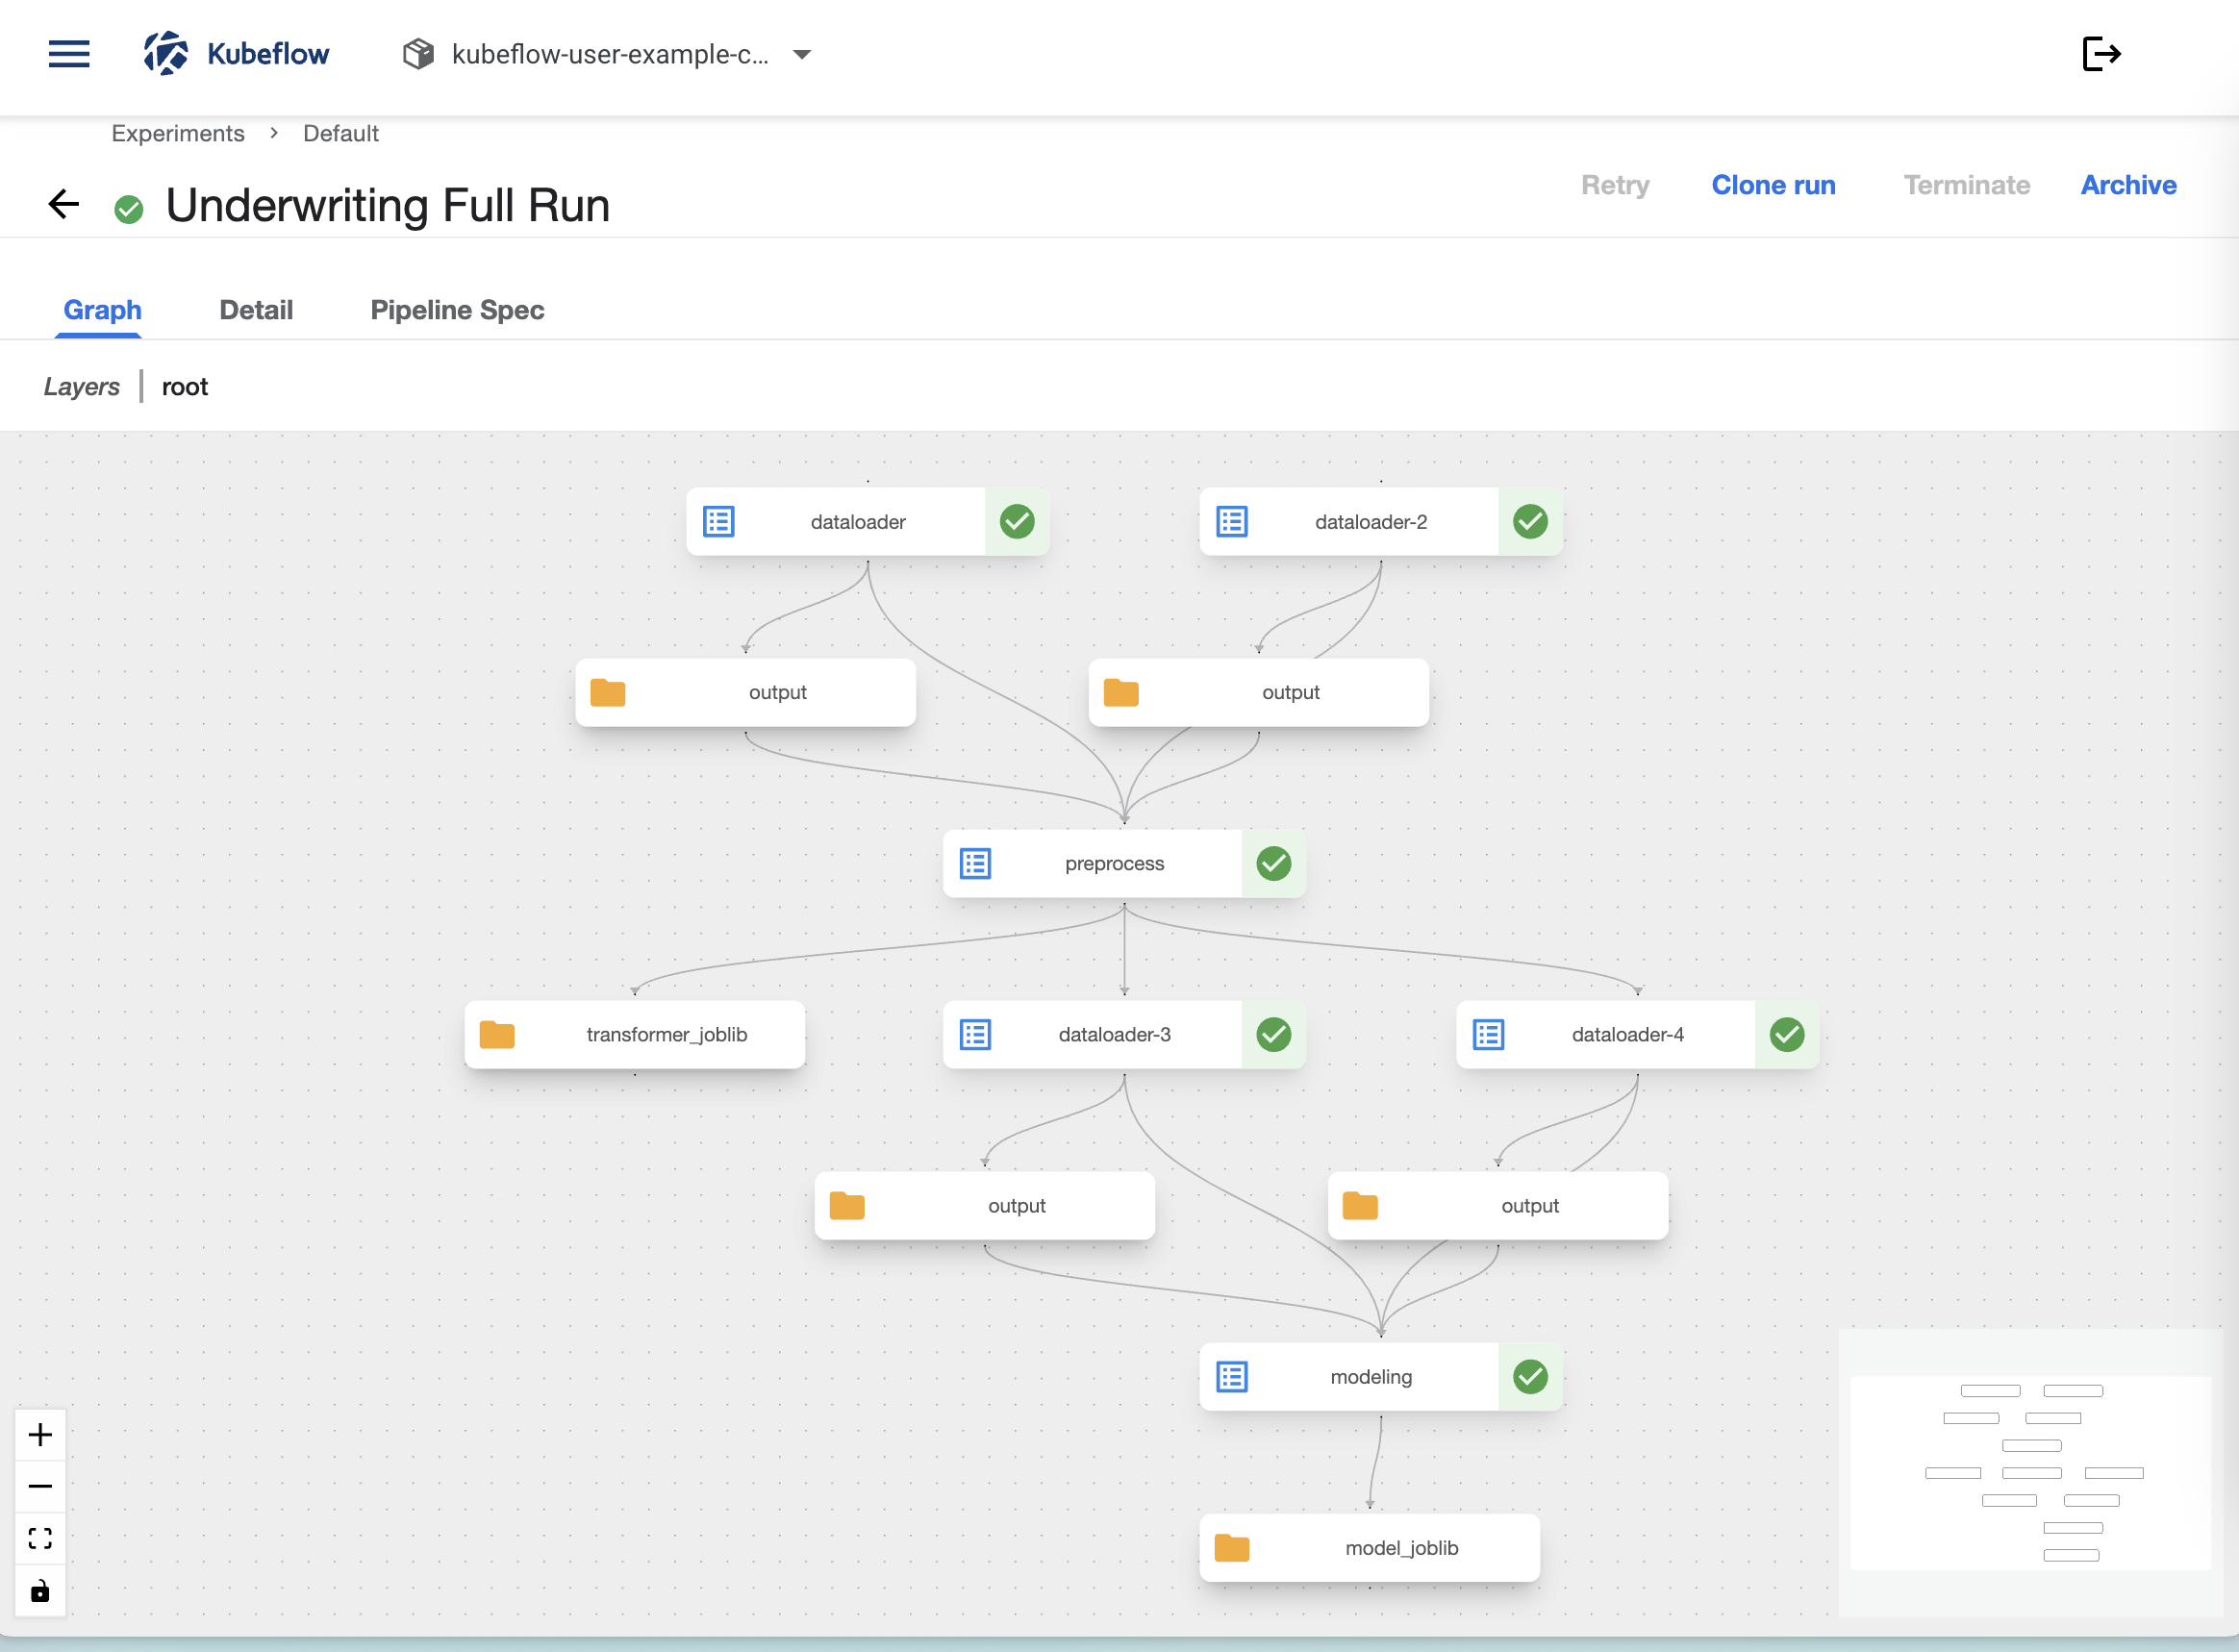 Kubeflow
kubeflow-user-example-c...
Experiments > Default
Underwriting Full Run
Retry
Clone run
Terminate
Archive
Graph
Detail
Pipeline Spec
Layers
root
dataloader
dataloader-2
output
output
preprocess
transformer_joblib
dataloader-3
dataloader-4
output
output
modeling
model_joblib